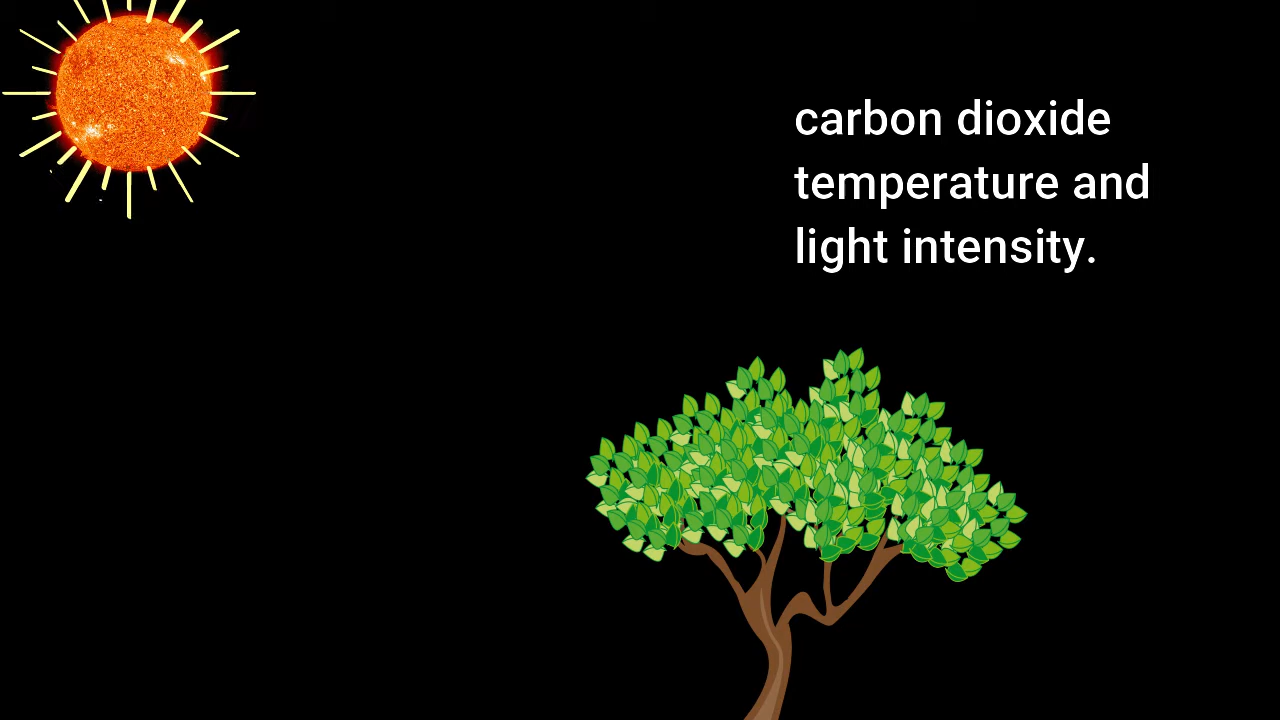 carbon dioxide
temperature and
light intensity.